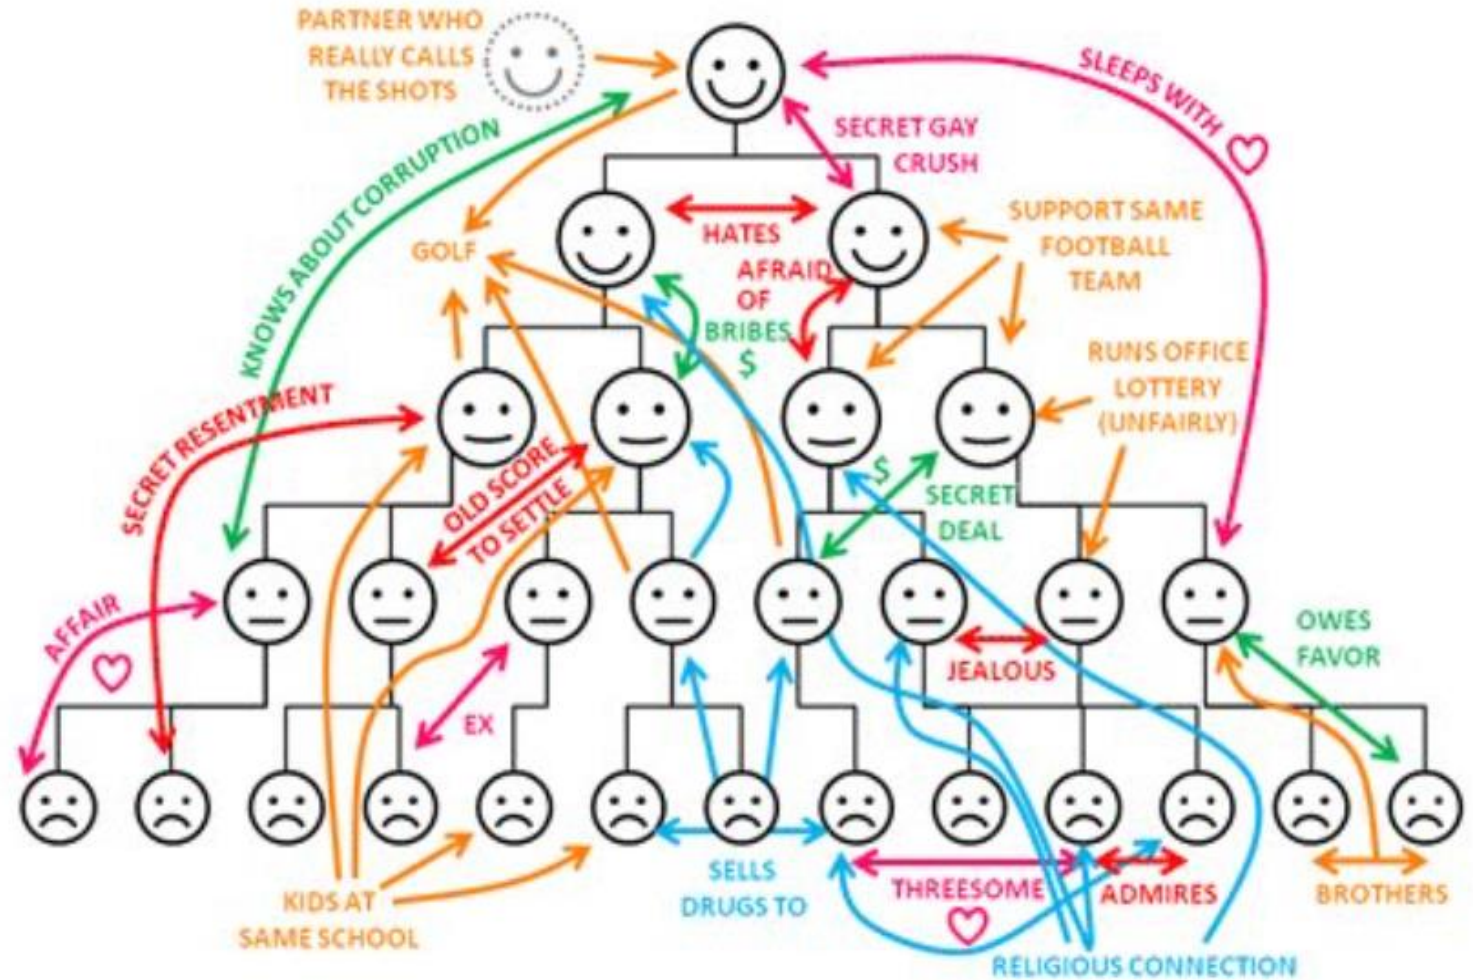 PARTNER WHO
REALLY CALLS
THE SHOTS
SLEEPS WITH
SECRET GAY
CRUSH
KNOWS ABOUT CORRUPTION
GOLF
HATES
SUPPORT SAME
FOOTBALL
TEAM
AFRAID
OF
BRIBES
$
RUNS OFFICE
LOTTERY
(UNFAIRLY)
SECRET RESENTMENT
OLD SCORE
TO SETTLE
$
SECRET
DEAL
AFFAIR
EX
JEALOUS
OWES
FAVOR
KIDS AT
SAME SCHOOL
SELLS
DRUGS TO
THREESOME
ADMIRES
BROTHERS
RELIGIOUS CONNECTION